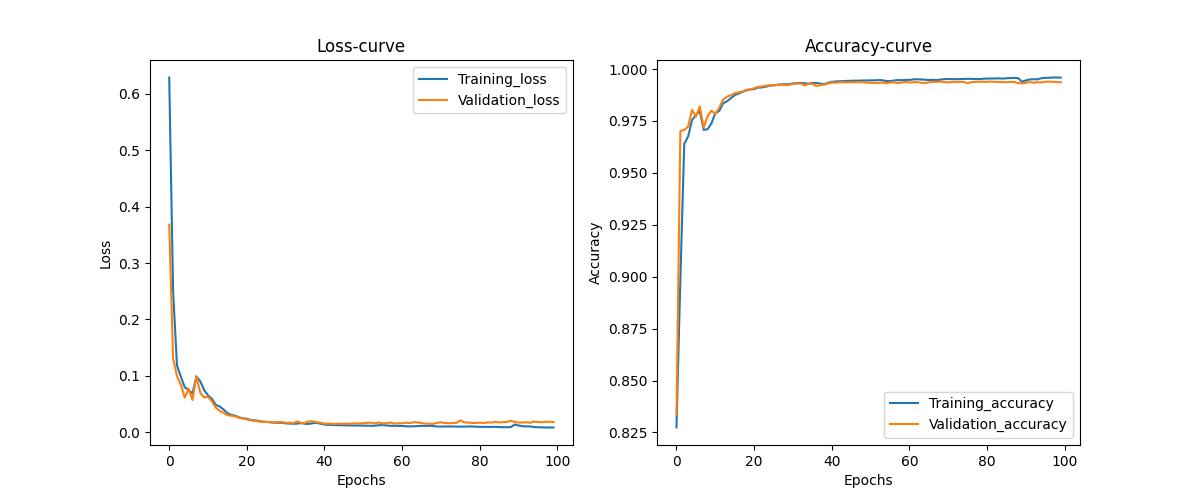 Loss-curve
Training_loss
Validation_loss
0.6
0.5
0.4
0.3
0.2
0.1
0.0
Loss
0
20
40
60
80
100
Epochs
Accuracy-curve
1.000
0.975
0.950
0.925
0.900
0.875
0.850
0.825
Accuracy
Training_accuracy
Validation_accuracy
0
20
40
60
80
100
Epochs